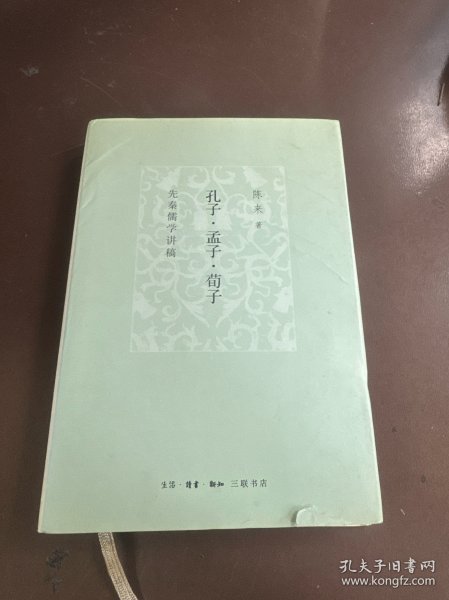 陈来 著
孔子·孟子·荀子
先秦儒学讲稿
生活·讀書·新知 三联书店
孔夫子旧书网
www.kongfz.com